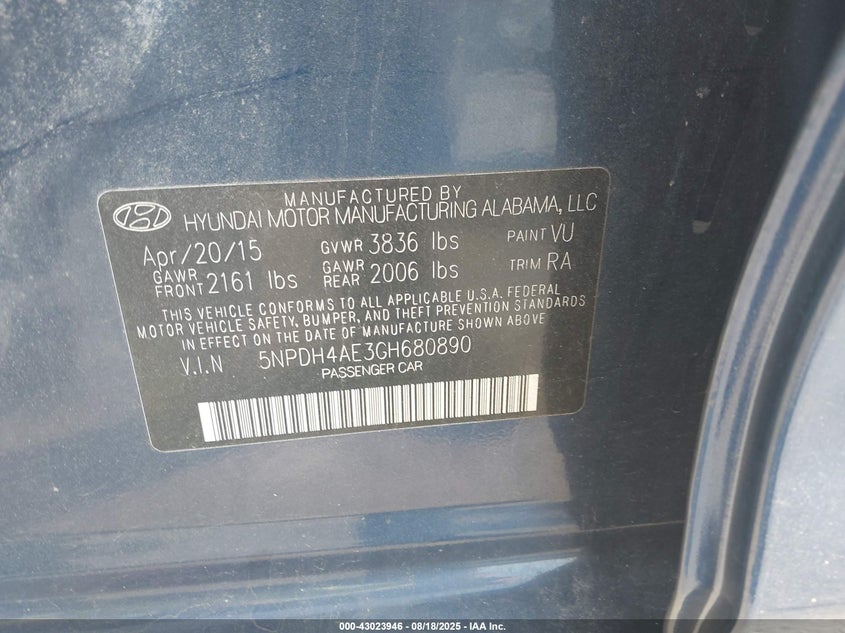 MANUFACTURED BY
HYUNDAI MOTOR MANUFACTURING ALABAMA, LLC
Apr/20/15 GVWR 3836 lbs PAINT VU
GAWR FRONT 2161 lbs GAWR REAR 2006 lbs TRIM RA
THIS VEHICLE CONFORMS TO ALL APPLICABLE U.S.A. FEDERAL
MOTOR VEHICLE SAFETY, BUMPER, AND THEFT PREVENTION STANDARDS
IN EFFECT ON THE DATE OF MANUFACTURE SHOWN ABOVE
V.I.N 5NPDH4AE3GH680890
PASSENGER CAR
000-43023946 - 08/18/2025 - IAA Inc.